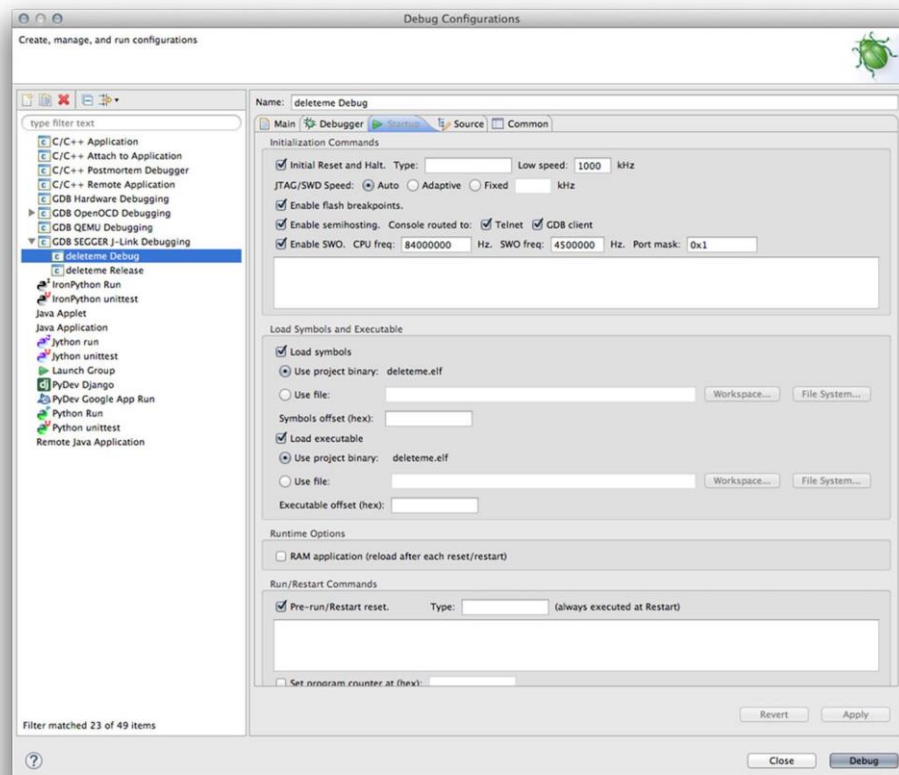 Debug Configurations
Create, manage, and run configurations
type filter text
C/C++ Application
C/C++ Attach to Application
C/C++ Postmortem Debugger
C/C++ Remote Application
GDB Hardware Debugging
GDB OpenOCD Debugging
GDB QEMU Debugging
GDB SEGGER J-Link Debugging
deleteme Debug
deleteme Release
IronPython Run
IronPython unittest
Java Applet
Java Application
Jython run
Jython unittest
Launch Group
PyDev Django
PyDev Google App Run
Python Run
Python unittest
Remote Java Application
Filter matched 23 of 49 items
Name: deleteme Debug
Main Debugger Startup Source Common
Initialization Commands
Initial Reset and Halt. Type: Low speed: 1000 kHz
JTAG/SWD Speed: Auto Adaptive Fixed kHz
Enable flash breakpoints.
Enable semihosting. Console routed to: Telnet GDB client
Enable SWO. CPU freq: 84000000 Hz. SWO freq: 4500000 Hz. Port mask: 0x1
Load Symbols and Executable
Load symbols
Use project binary: deleteme.elf
Use file: Workspace... File System...
Symbols offset (hex):
Load executable
Use project binary: deleteme.elf
Use file: Workspace... File System...
Executable offset (hex):
Runtime Options
RAM application (reload after each reset/restart)
Run/Restart Commands
Pre-run/Restart reset. Type: (always executed at Restart)
Set program counter at (hex):
Revert Apply
? Close Debug